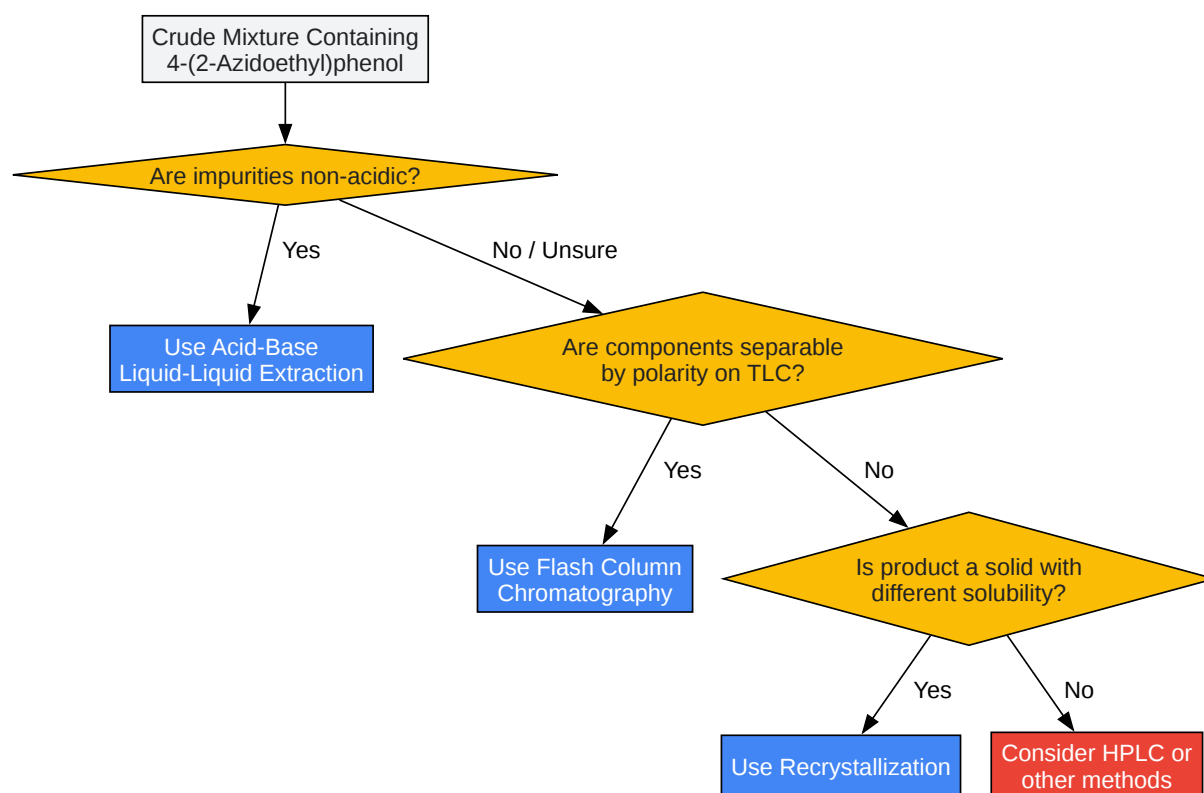 Crude Mixture Containing
4-(2-Azidoethyl)phenol
Are impurities non-acidic?
Yes
No / Unsure
Use Acid-Base
Liquid-Liquid Extraction
Are components separable
by polarity on TLC?
Yes
No
Use Flash Column
Chromatography
Is product a solid with
different solubility?
Yes
No
Use Recrystallization
Consider HPLC or
other methods